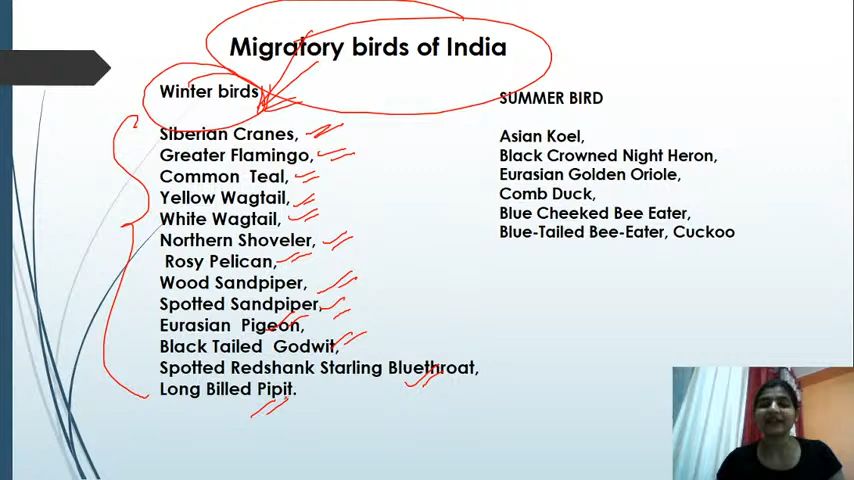 Migratory birds of India
Winter birds
Siberian Cranes,
Greater Flamingo,
Common Teal,
Yellow Wagtail,
White Wagtail,
Northern Shoveler,
Rosy Pelican,
Wood Sandpiper,
Spotted Sandpiper,
Eurasian Pigeon,
Black Tailed Godwit,
Spotted Redshank Starling Bluethroat,
Long Billed Pipit.
SUMMER BIRD
Asian Koel,
Black Crowned Night Heron,
Eurasian Golden Oriole,
Comb Duck,
Blue Cheeked Bee Eater,
Blue-Tailed Bee-Eater, Cuckoo